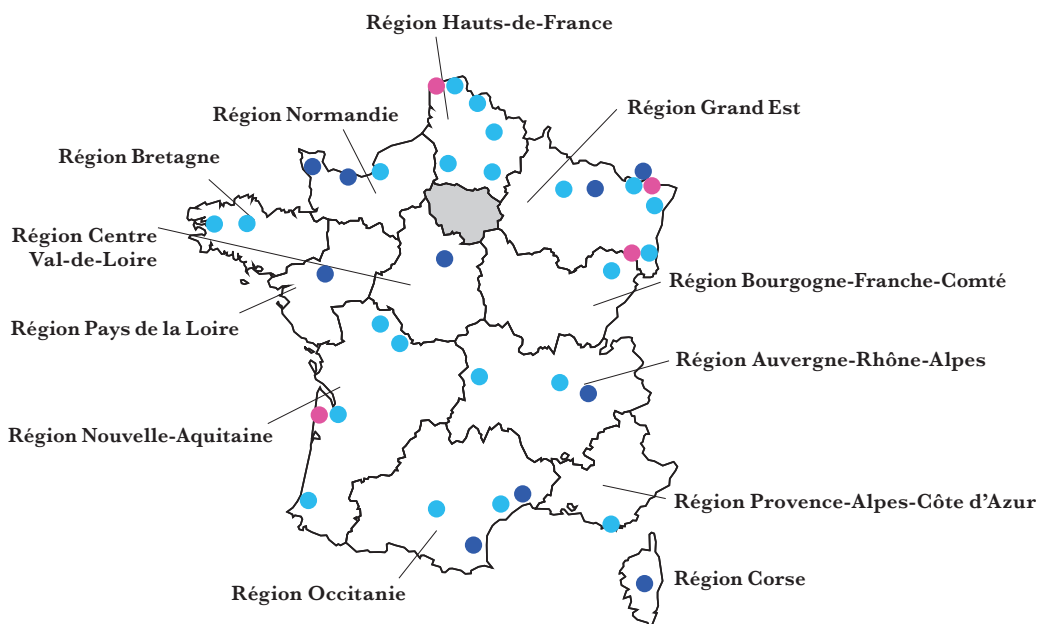 Région Hauts-de-France
Région Grand Est
Région Normandie
Région Bretagne
Région Centre
Val-de-Loire
Région Bourgogne-Franche-Comté
Région Pays de la Loire
Région Auvergne-Rhône-Alpes
Région Nouvelle-Aquitaine
Région Provence-Alpes-Côte d'Azur
Région Corse
Région Occitanie